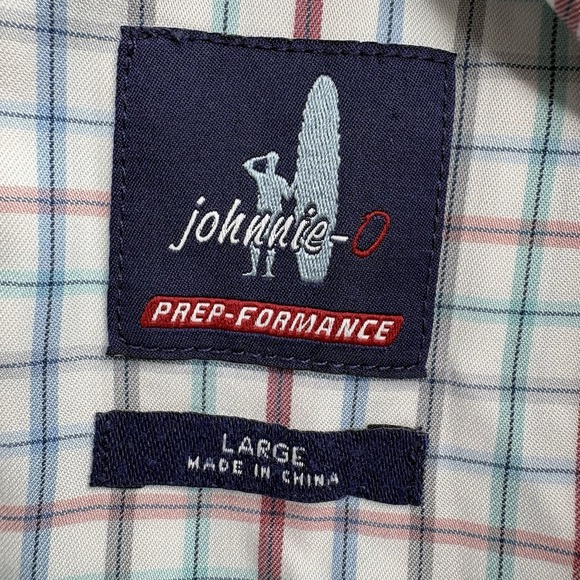 johnnie-O
PREP-FORMANCE
LARGE
MADE IN CHINA